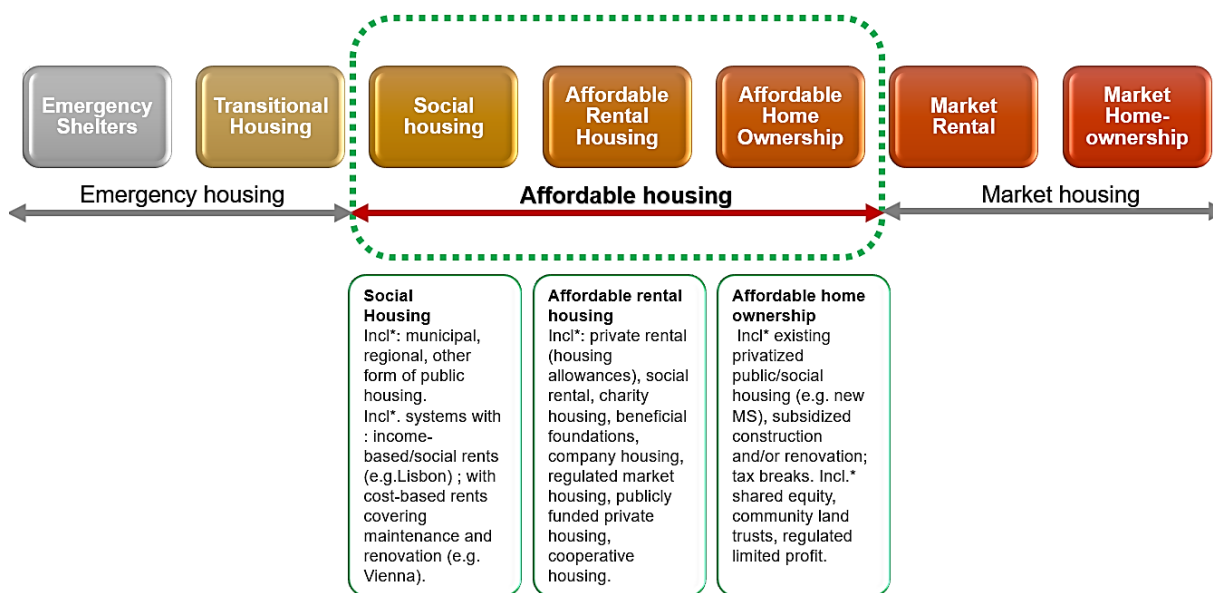 Emergency
Shelters
Transitional
Housing
Social
housing
Affordable
Rental
Housing
Affordable
Home
Ownership
Market
Rental
Market
Home-
ownership
Emergency housing
Affordable housing
Market housing
Social
Housing
Incl*: municipal,
regional, other
form of public
housing.
Incl*. systems with
: income-
based/social rents
(e.g.Lisbon) ; with
cost-based rents
covering
maintenance and
renovation (e.g.
Vienna).
Affordable rental
housing
Incl*: private rental
(housing
allowances), social
rental, charity
housing, beneficial
foundations,
company housing,
regulated market
housing, publicly
funded private
housing,
cooperative
housing.
Affordable home
ownership
Incl* existing
privatized
public/social
housing (e.g. new
MS), subsidized
construction
and/or renovation;
tax breaks. Incl.*
shared equity,
community land
trusts, regulated
limited profit.